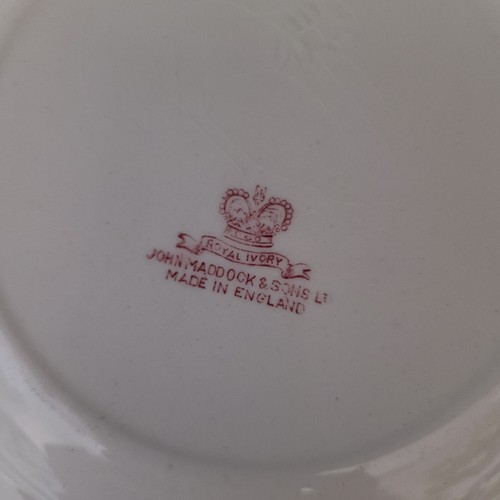 ROYAL IVORY
JOHN MADDOCK & SONS LTD
MADE IN ENGLAND